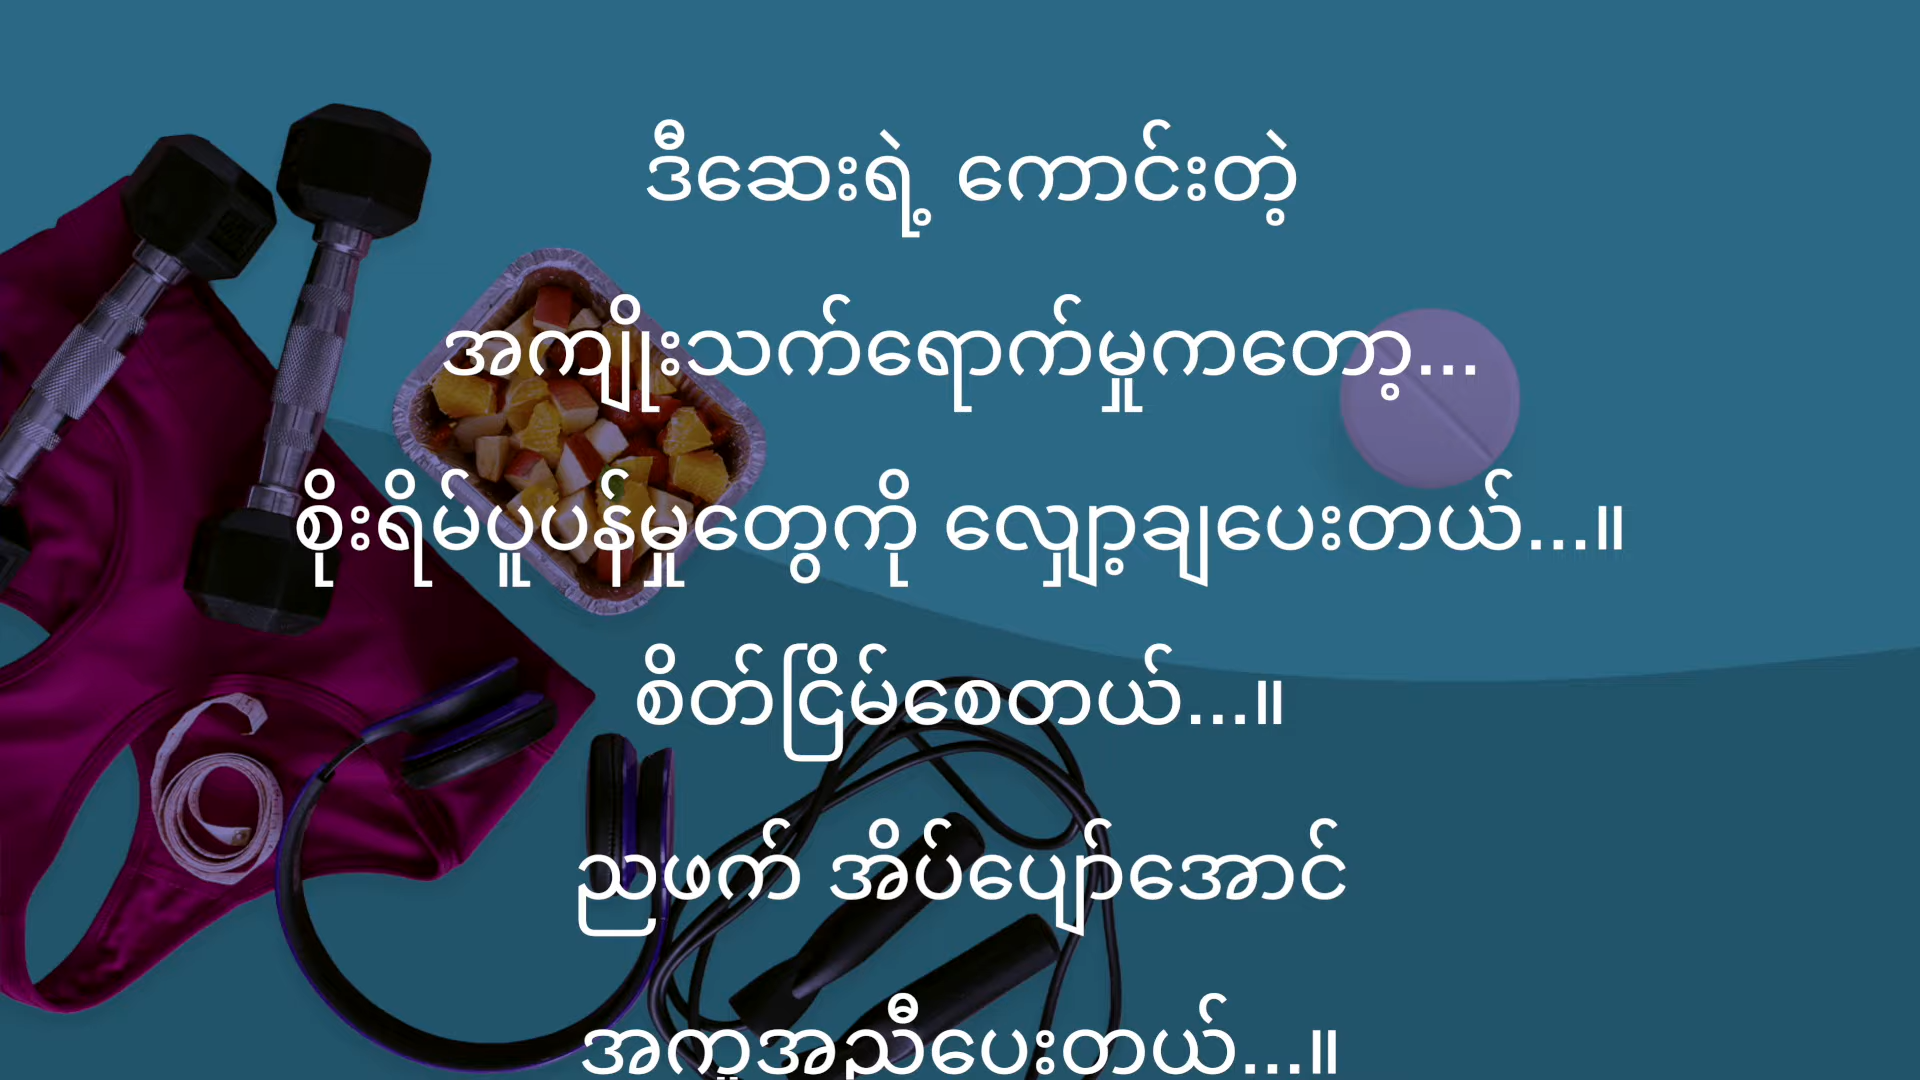 ဒီဆေးရဲ့ ကောင်းတဲ့
အကျိုးသက်ရောက်မှုကတော့...
စိုးရိမ်ပူပန်မှုတွေကို လျှော့ချပေးတယ်...။
စိတ်ငြိမ်စေတယ်...။
ညဖက် အိပ်ပျော်အောင်
အကူအညီပေးတယ်...။